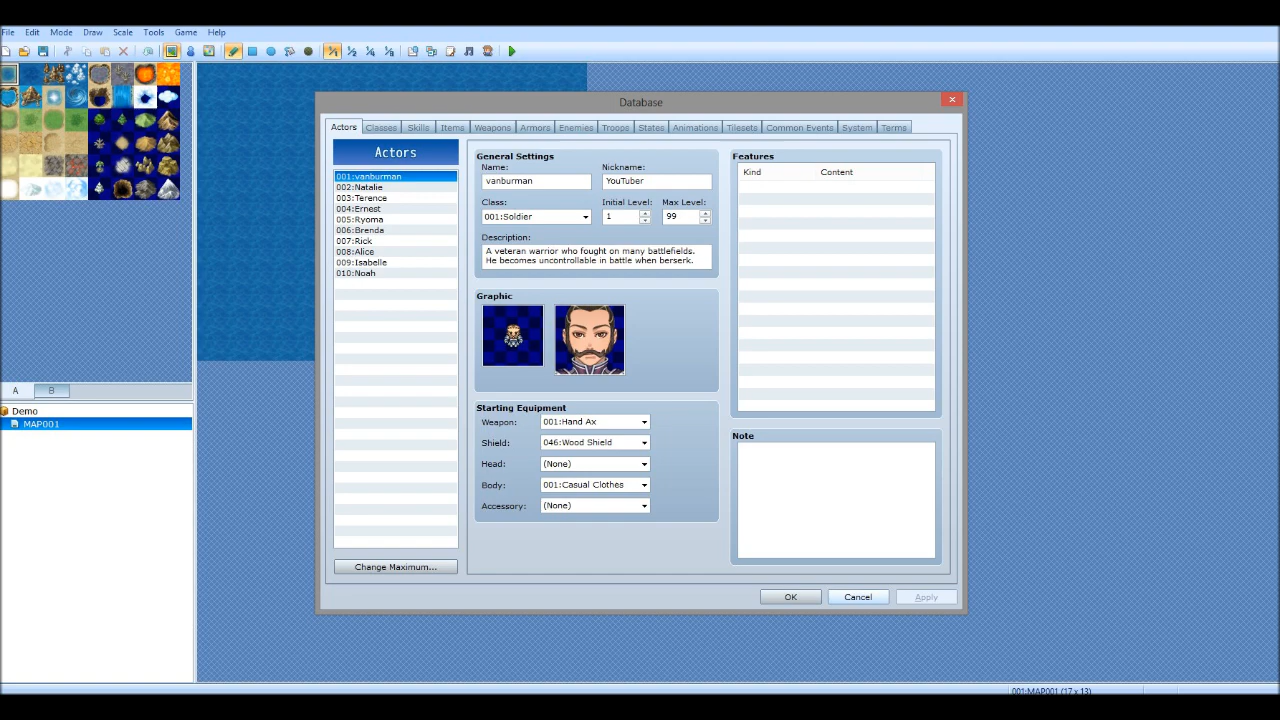 File Edit Mode Draw Scale Tools Game Help
Database
Actors Classes Skills Items Weapons Armors Enemies Troops States Animations Tilesets Common Events System Terms
Actors
001:vanburman
002:Natalie
003:Terence
004:Ernest
005:Ryoma
006:Brenda
007:Rick
008:Alice
009:Isabelle
010:Noah
Change Maximum...
General Settings
Name: Nickname:
vanburman YouTuber
Class: Initial Level: Max Level:
001:Soldier 1 99
Description:
A veteran warrior who fought on many battlefields.
He becomes uncontrollable in battle when berserk.
Graphic
Starting Equipment
Weapon: 001:Hand Ax
Shield: 046:Wood Shield
Head: (None)
Body: 001:Casual Clothes
Accessory: (None)
Features
Kind Content
Note
OK Cancel Apply
A B
Demo
MAP001
001:MAP001 (17 x 13)